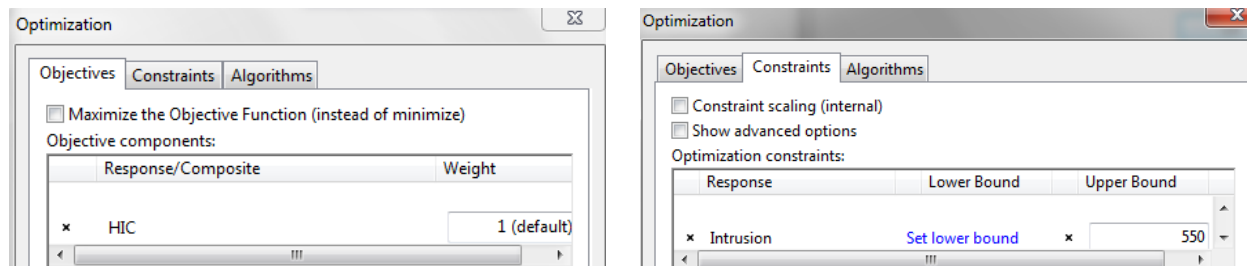 Optimization
Objectives Constraints Algorithms
Maximize the Objective Function (instead of minimize)
Objective components:
Response/Composite Weight
HIC 1 (default)
Optimization
Objectives Constraints Algorithms
Constraint scaling (internal)
Show advanced options
Optimization constraints:
Response Lower Bound Upper Bound
Intrusion Set lower bound 550